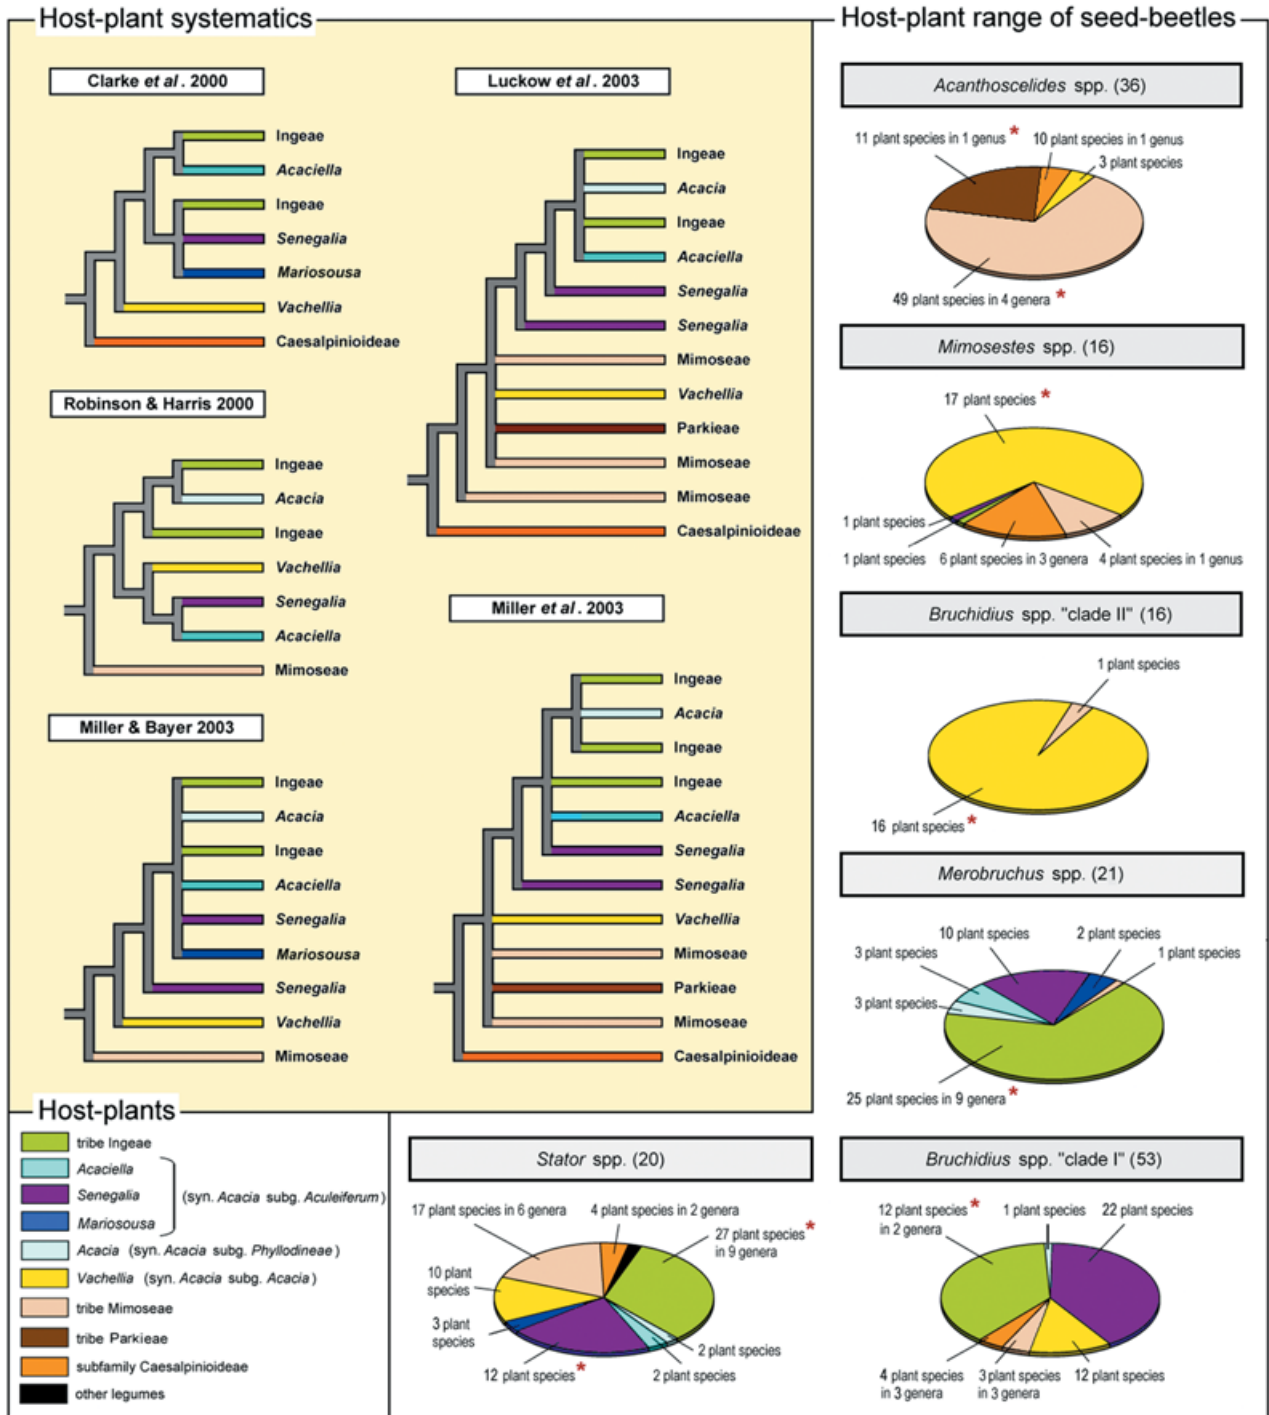 Host-plant systematics
Clarke et al. 2000
Ingeae
Acaciella
Ingeae
Senegalia
Mariosousa
Vachellia
Caesalpinioideae
Robinson & Harris 2000
Ingeae
Acacia
Ingeae
Vachellia
Senegalia
Acaciella
Mimoseae
Miller & Bayer 2003
Ingeae
Acacia
Ingeae
Acaciella
Senegalia
Mariosousa
Senegalia
Vachellia
Mimoseae
Luckow et al. 2003
Ingeae
Acacia
Ingeae
Acaciella
Senegalia
Senegalia
Mimoseae
Vachellia
Parkieae
Mimoseae
Mimoseae
Caesalpinioideae
Miller et al. 2003
Ingeae
Acacia
Ingeae
Ingeae
Acaciella
Senegalia
Senegalia
Vachellia
Mimoseae
Parkieae
Mimoseae
Caesalpinioideae
Host-plants
tribe Ingeae
Acaciella
Senegalia
(syn. Acacia subg. Aculeiferum)
Mariosousa
Acacia (syn. Acacia subg. Phyllodineae)
Vachellia (syn. Acacia subg. Acacia)
tribe Mimoseae
tribe Parkieae
subfamily Caesalpinioideae
other legumes
Host-plant range of seed-beetles
Acanthoscelides spp. (36)
11 plant species in 1 genus *
10 plant species in 1 genus
3 plant species
49 plant species in 4 genera *
Mimosestes spp. (16)
17 plant species *
1 plant species
1 plant species
6 plant species in 3 genera
4 plant species in 1 genus
Bruchidius spp. "clade II" (16)
1 plant species
16 plant species *
Merobruchus spp. (21)
10 plant species
2 plant species
3 plant species
1 plant species
3 plant species
25 plant species in 9 genera *
Stator spp. (20)
17 plant species in 6 genera
4 plant species in 2 genera
27 plant species *
in 9 genera
10 plant
species
3 plant
species
2 plant species
12 plant species *
2 plant species
Bruchidius spp. "clade I" (53)
12 plant species *
in 2 genera
1 plant species
22 plant species
4 plant species
in 3 genera
3 plant species
in 3 genera
12 plant species